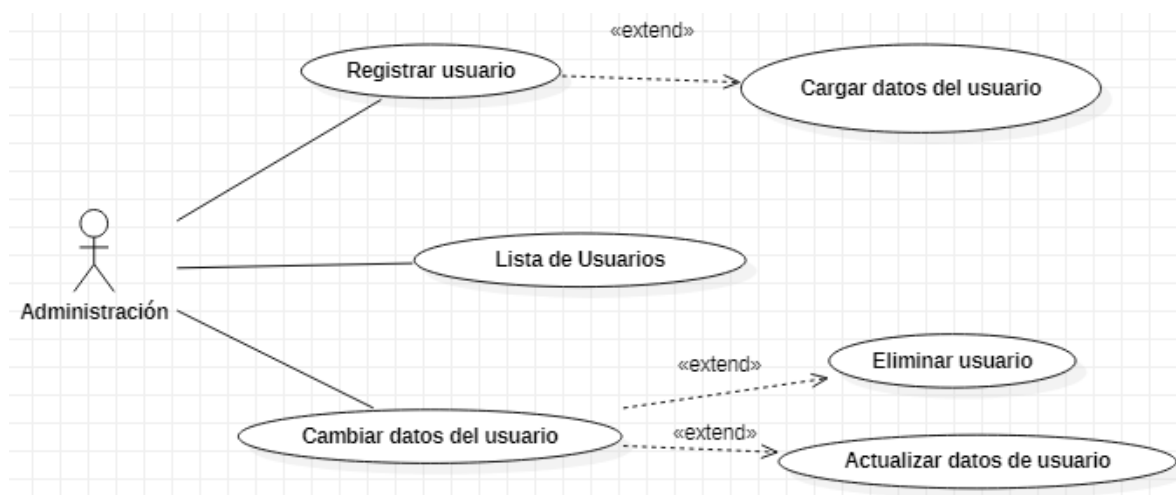 «extend»
Registrar usuario
Cargar datos del usuario
Lista de Usuarios
Administración
«extend»
Eliminar usuario
Cambiar datos del usuario
«extend»
Actualizar datos de usuario